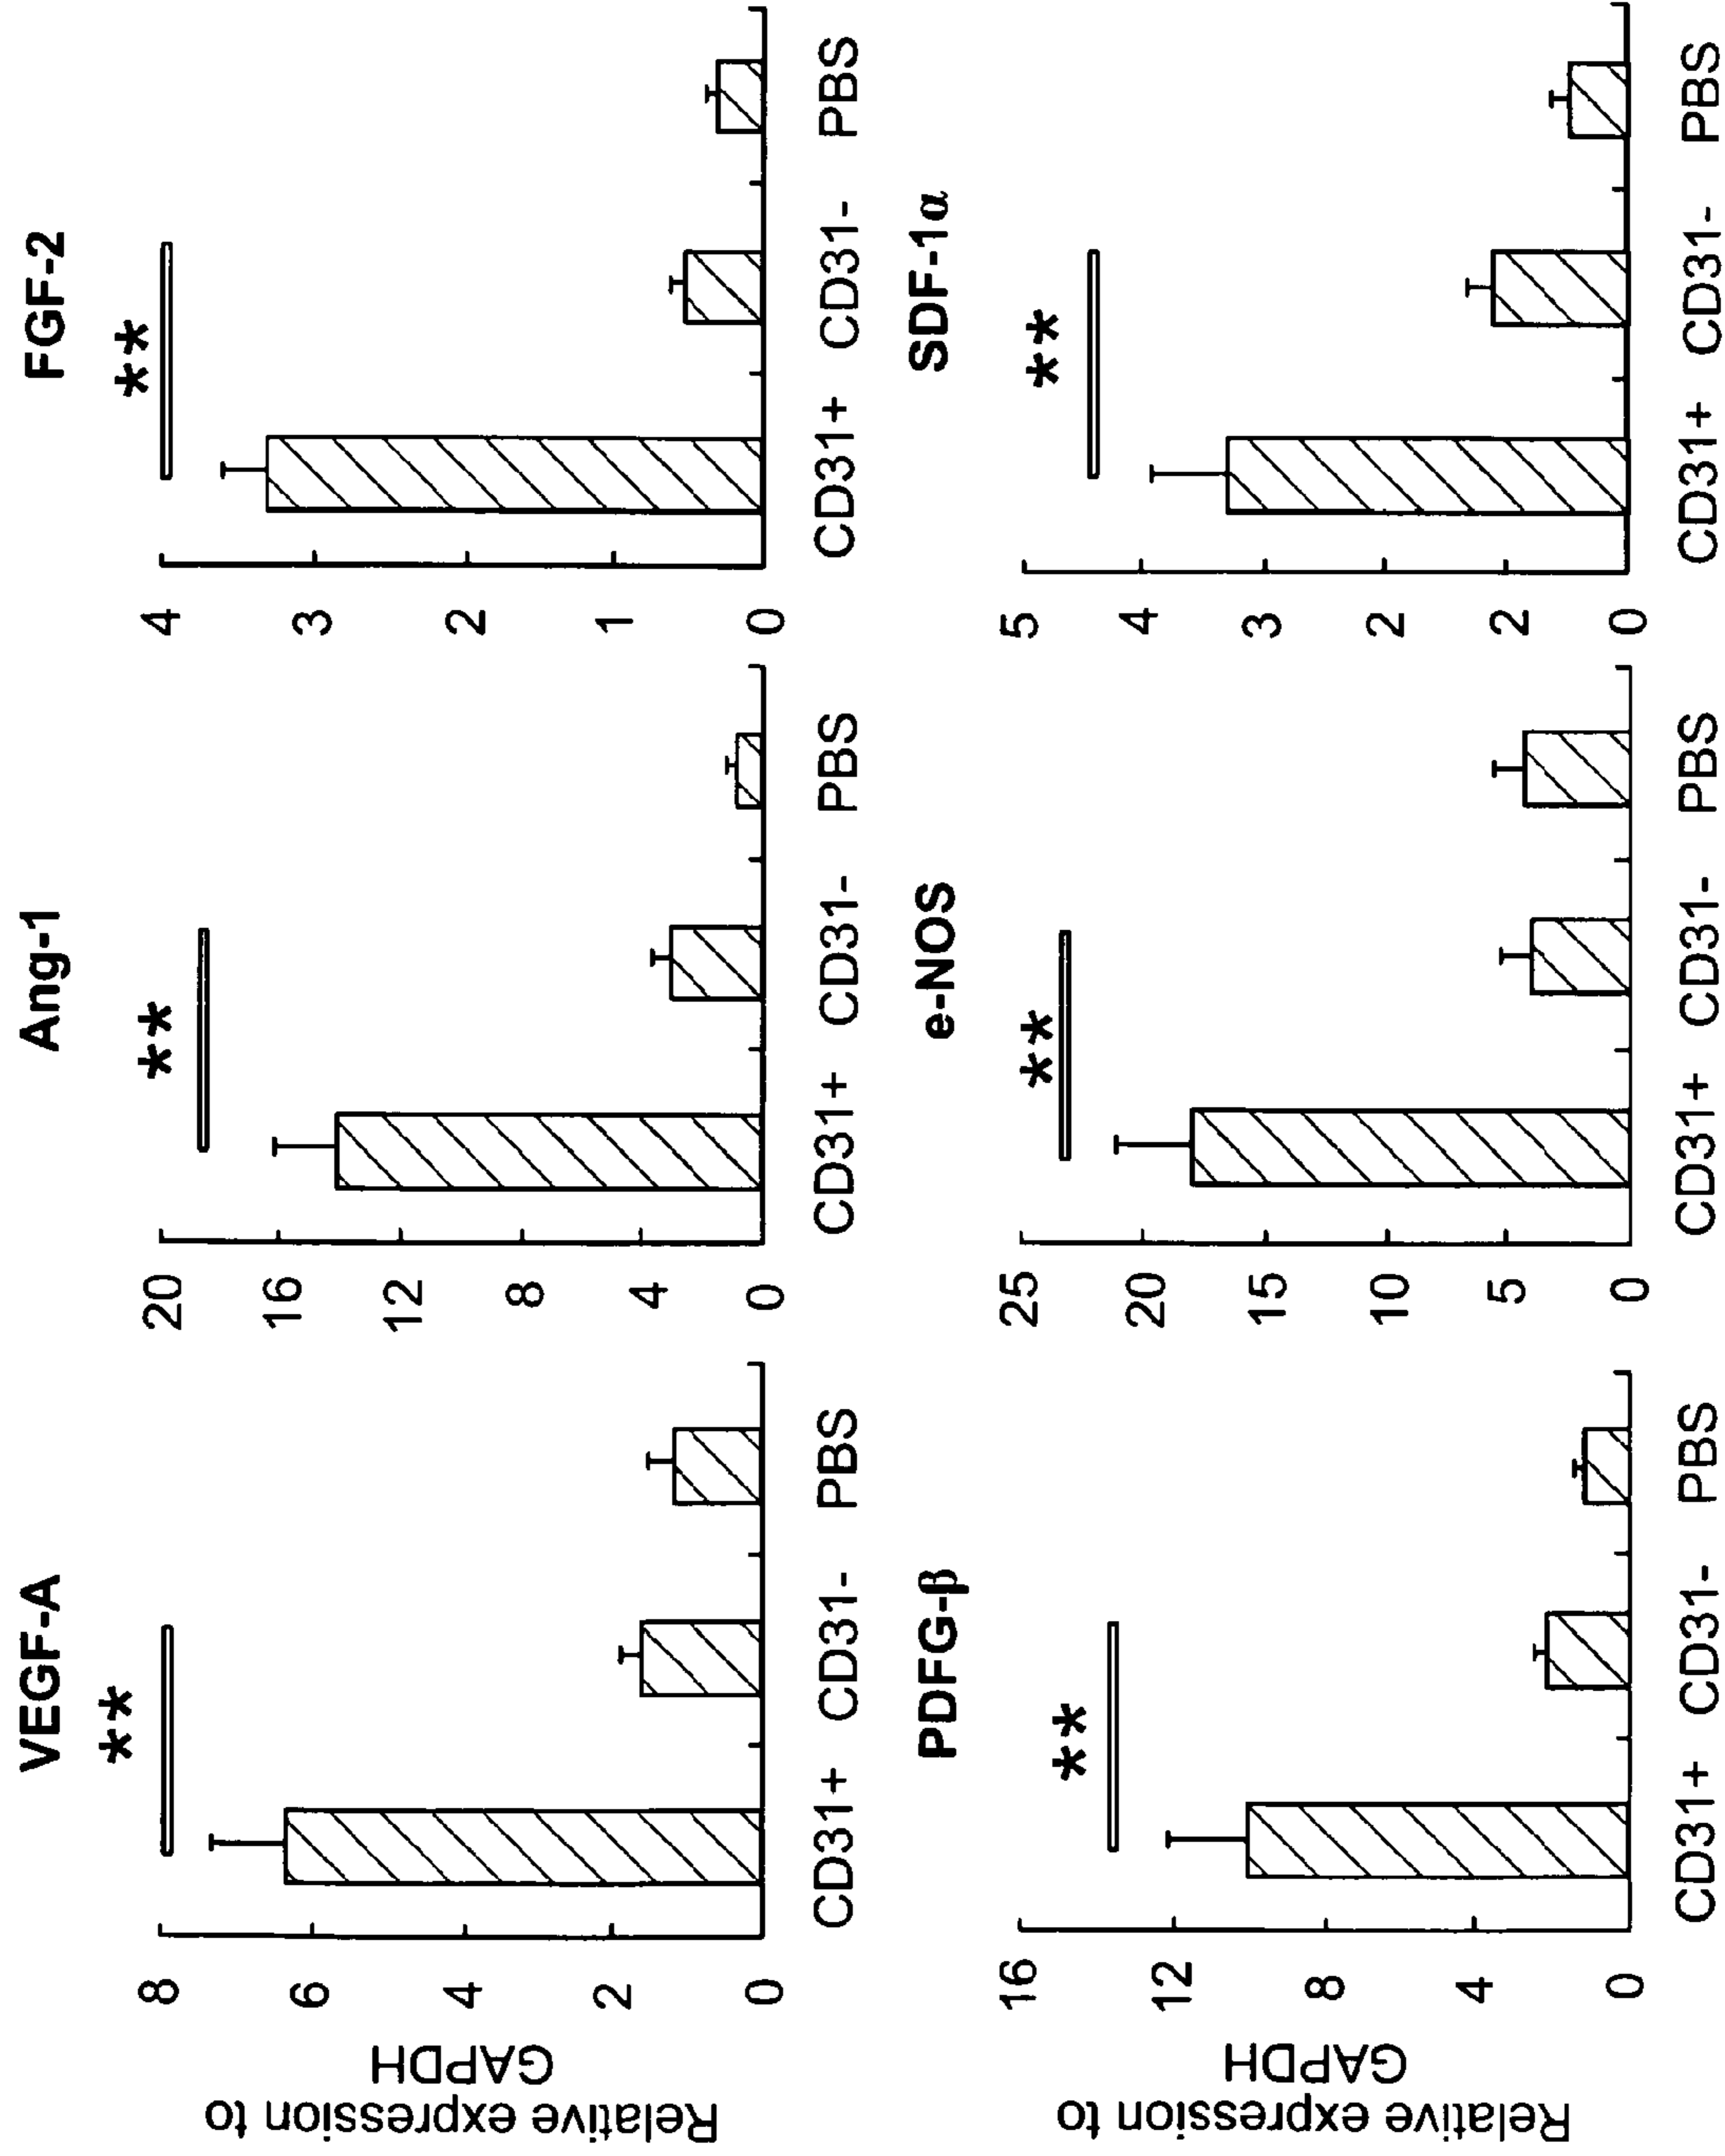 VEGF-A
Ang-1
FGF-2
**
**
**
Relative expression to
GAPDH
8
6
4
2
0
20
16
12
8
4
0
4
3
2
1
0
CD31+ CD31- PBS
CD31+ CD31- PBS
CD31+ CD31- PBS
PDFG-β
e-NOS
SDF-1α
**
**
**
Relative expression to
GAPDH
16
12
8
4
0
25
20
15
10
5
0
5
4
3
2
2
0
CD31+ CD31- PBS
CD31+ CD31- PBS
CD31+ CD31- PBS